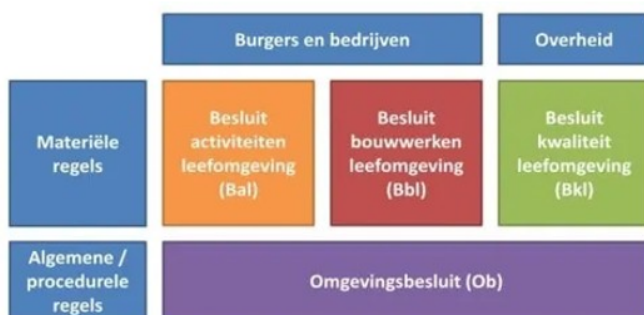 Burgers en bedrijven
Overheid
Materiële
regels
Besluit
activiteiten
leefomgeving
(Bal)
Besluit
bouwwerken
leefomgeving
(Bbl)
Besluit
kwaliteit
leefomgeving
(Bkl)
Algemene /
procedurele
regels
Omgevingsbesluit (Ob)